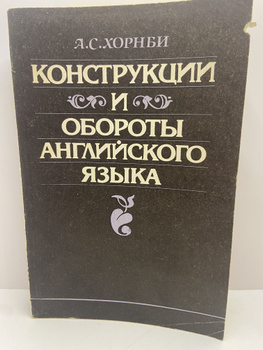 А.С.ХОРНБИ
КОНСТРУКЦИИ
И
ОБОРОТЫ
АНГЛИЙСКОГО
ЯЗЫКА